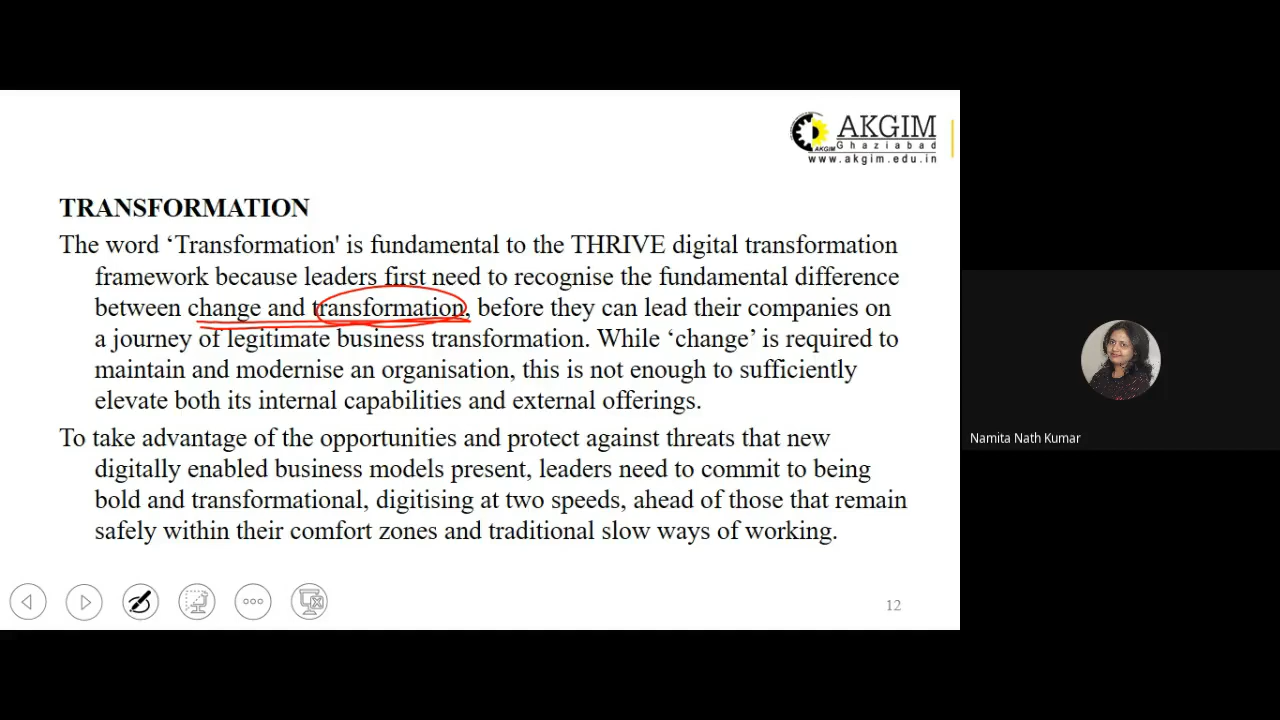 AKGIM
Ghaziabad
AKGIM
www.akgim.edu.in
TRANSFORMATION
The word ‘Transformation' is fundamental to the THRIVE digital transformation
framework because leaders first need to recognise the fundamental difference
between change and transformation, before they can lead their companies on
a journey of legitimate business transformation. While ‘change’ is required to
maintain and modernise an organisation, this is not enough to sufficiently
elevate both its internal capabilities and external offerings.
To take advantage of the opportunities and protect against threats that new
digitally enabled business models present, leaders need to commit to being
bold and transformational, digitising at two speeds, ahead of those that remain
safely within their comfort zones and traditional slow ways of working.
12
Namita Nath Kumar